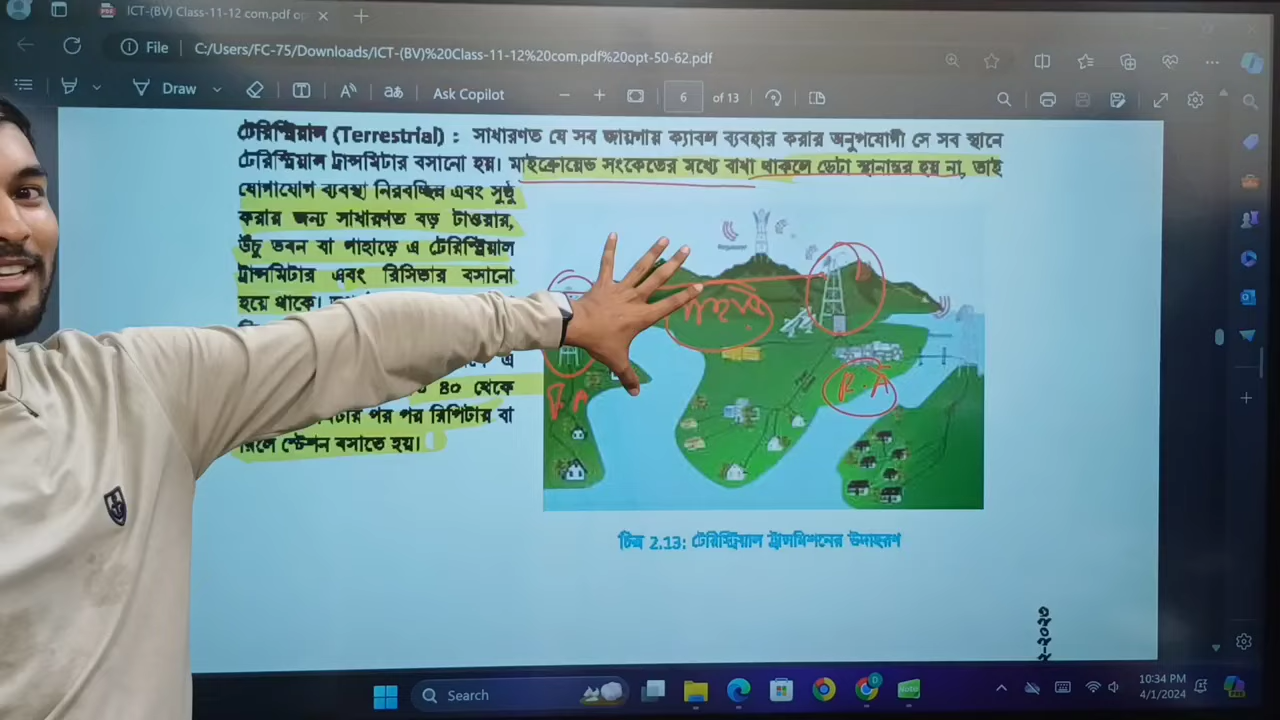 ICT-(BV) Class-11-12 com.pdf op
File C:/Users/FC-75/Downloads/ICT-(BV)%20Class-11-12%20com.pdf%20opt-50-62.pdf
Draw Ask Copilot 6 of 13
টেরিস্ট্রিয়াল (Terrestrial) : সাধারণত যে সব জায়গায় ক্যাবল ব্যবহার করার অনুপযোগী সে সব স্থানে
টেরিস্ট্রিয়াল ট্রান্সমিটার বসানো হয়। মাইক্রোয়েভ সংকেতের মধ্যে বাধা থাকলে ডেটা স্থানান্তর হয় না, তাই
যোগাযোগ ব্যবস্থা নিরবচ্ছিন্ন এবং সুষ্ঠু
করার জন্য সাধারণত বড় টাওয়ার,
উঁচু ভবন বা পাহাড়ে এ টেরিস্ট্রিয়াল
ট্রান্সমিটার এবং রিসিভার বসানো
হয়ে থাকে।
এ
৪০ থেকে
পর পর রিপিটার বা
রিলে স্টেশন বসাতে হয়।
চিত্র 2.13: টেরিস্ট্রিয়াল ট্রান্সমিশনের উদাহরণ
Search
10:34 PM
4/1/2024